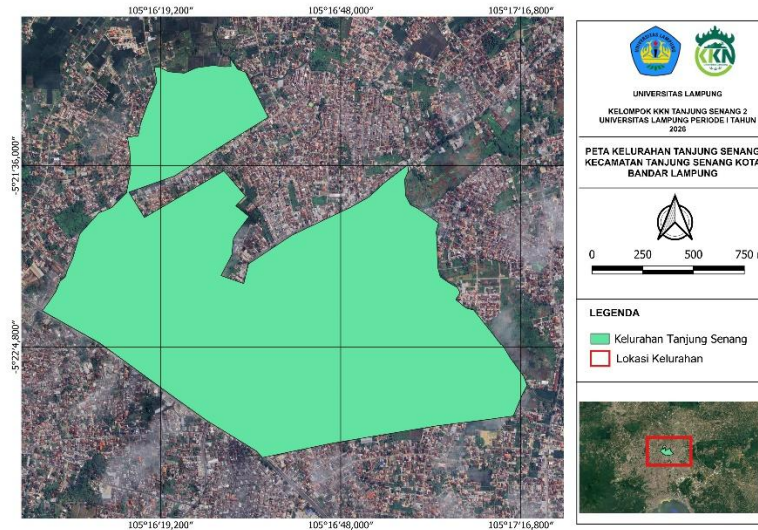 105°16'19,200" 105°16'48,000" 105°17'16,800"
-5°21'36,000"
-5°22'4,800"
105°16'19,200" 105°16'48,000" 105°17'16,800"
UNIVERSITAS LAMPUNG
KKN
UNIVERSITAS LAMPUNG
KELOMPOK KKN TANJUNG SENANG 2
UNIVERSITAS LAMPUNG PERIODE I TAHUN
2026
PETA KELURAHAN TANJUNG SENANG
KECAMATAN TANJUNG SENANG KOTA
BANDAR LAMPUNG
0 250 500 750 m
LEGENDA
Kelurahan Tanjung Senang
Lokasi Kelurahan